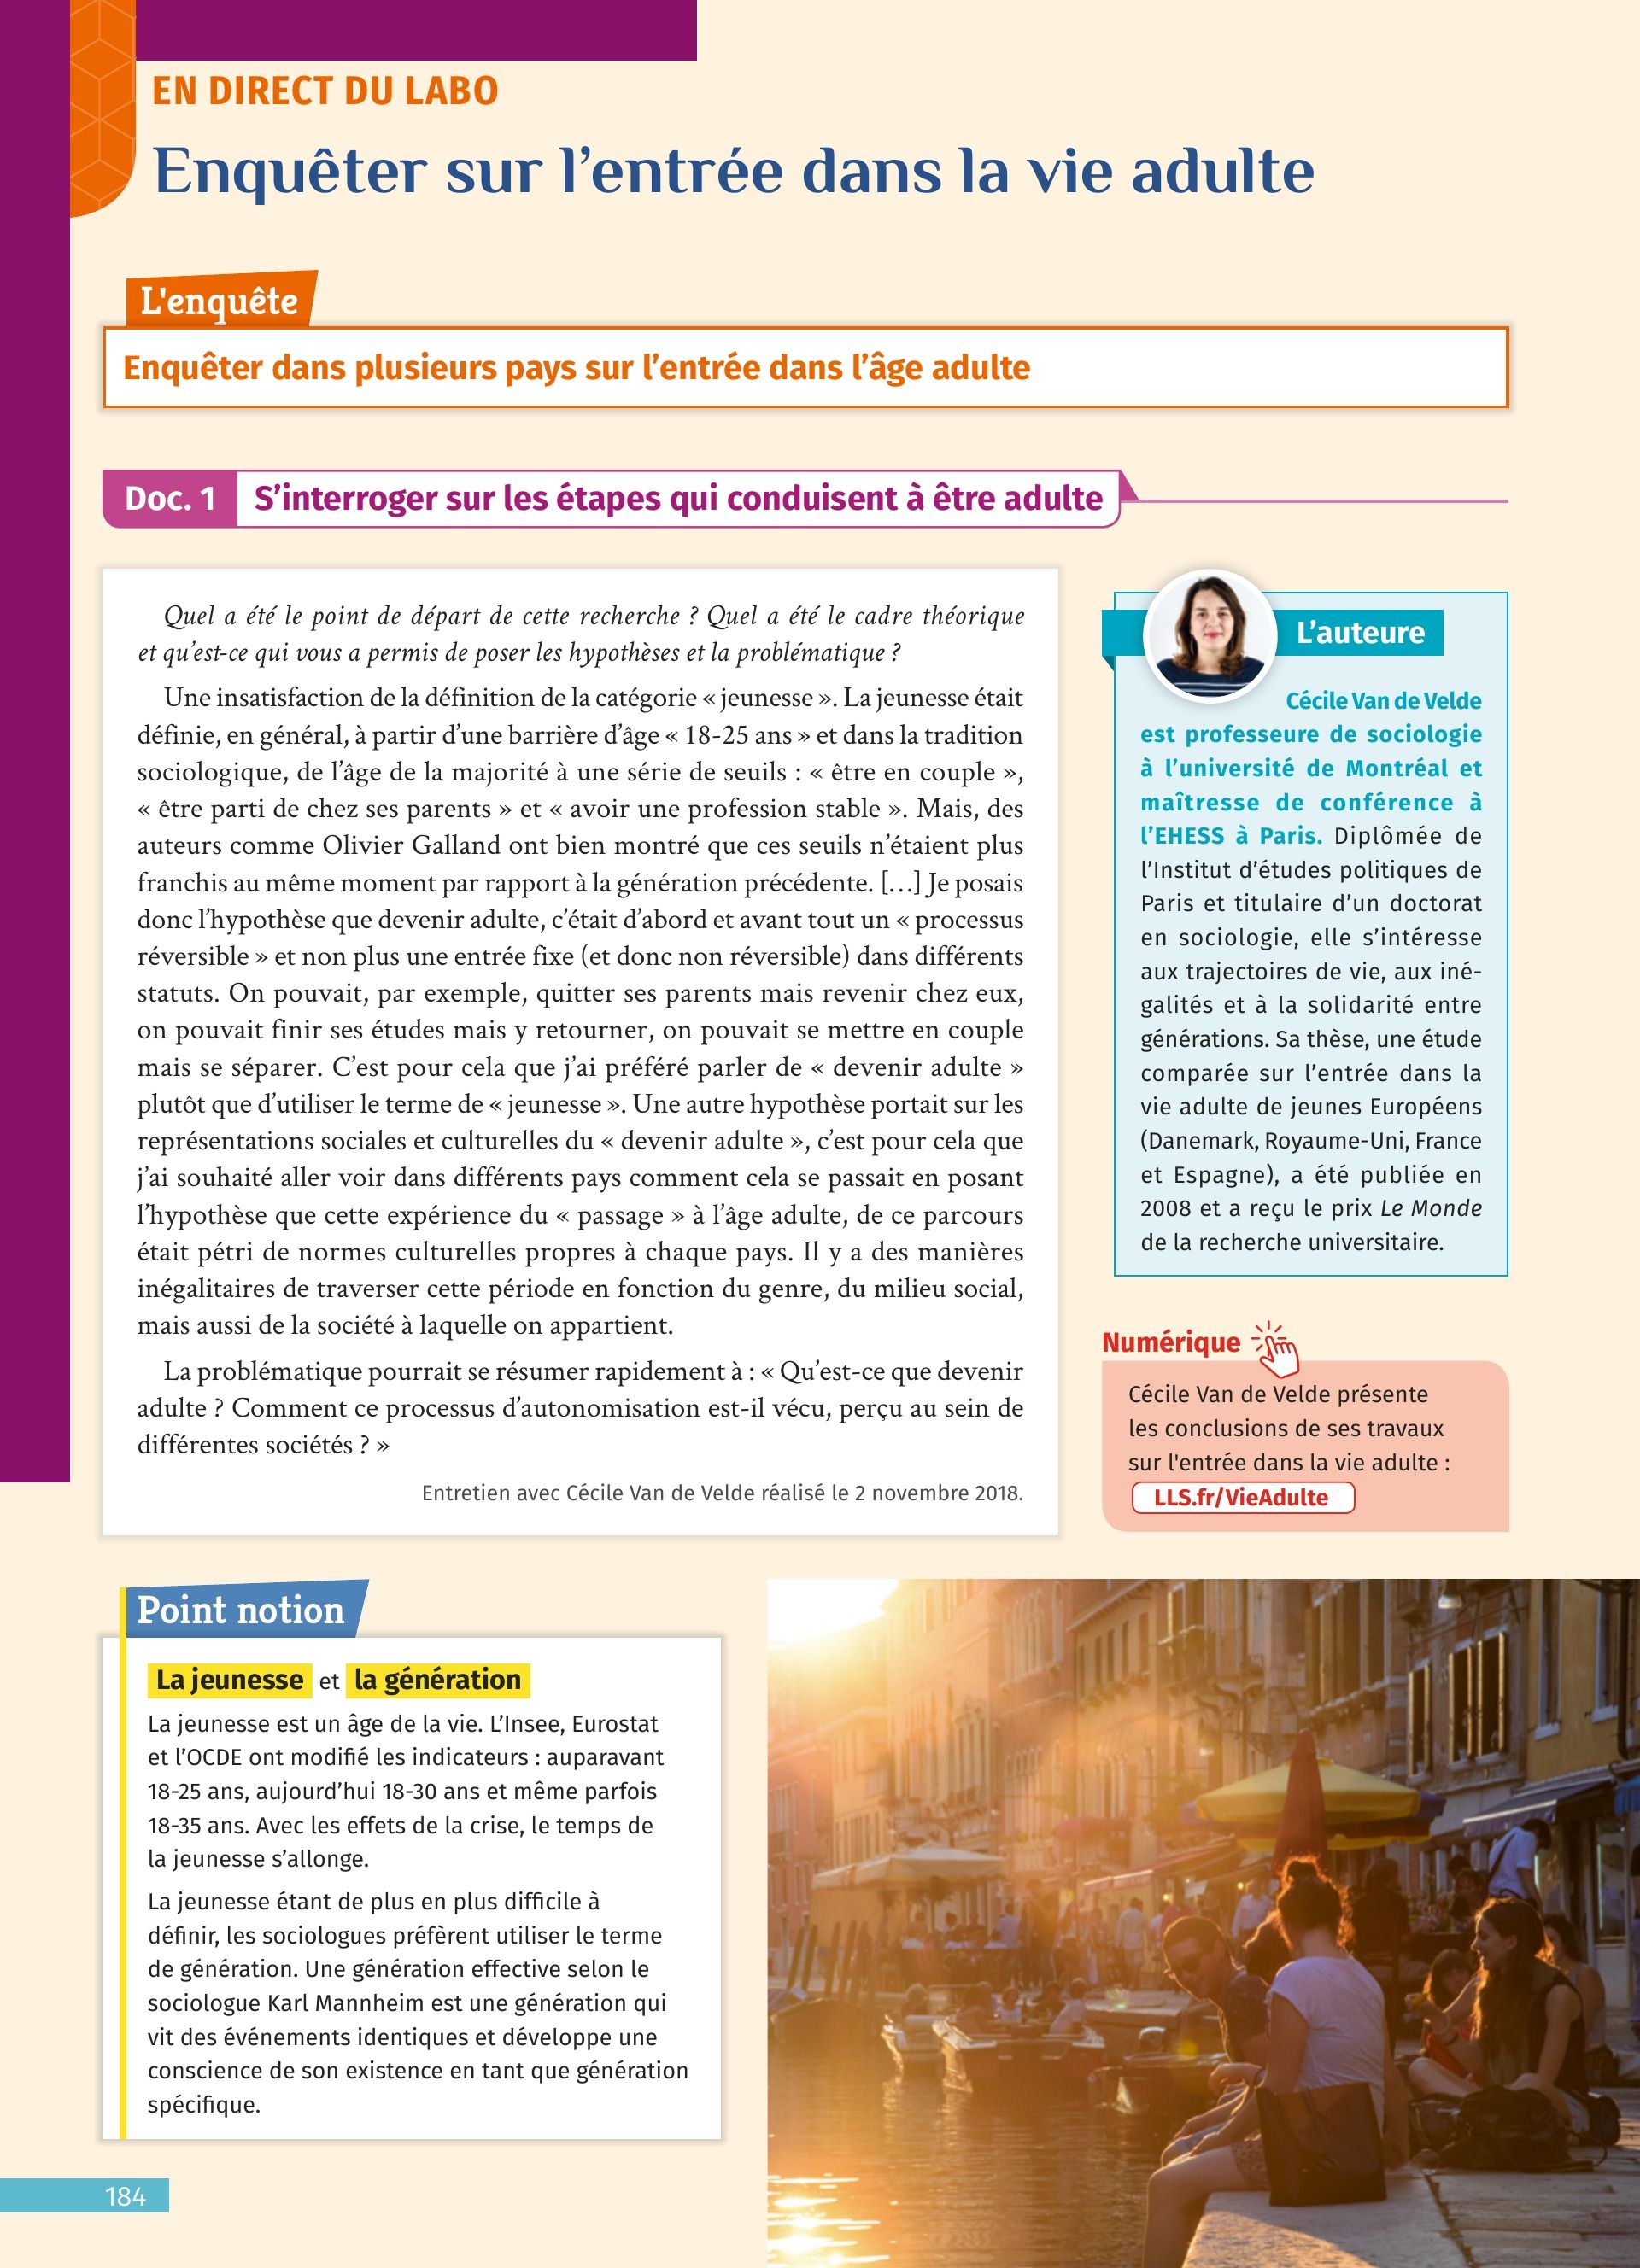 EN DIRECT DU LABO
Enquêter sur l’entrée dans la vie adulte
L'enquête
Enquêter dans plusieurs pays sur l’entrée dans l’âge adulte
Doc. 1 S’interroger sur les étapes qui conduisent à être adulte
Quel a été le point de départ de cette recherche ? Quel a été le cadre théorique
et qu’est-ce qui vous a permis de poser les hypothèses et la problématique ?
Une insatisfaction de la définition de la catégorie « jeunesse ». La jeunesse était
définie, en général, à partir d’une barrière d’âge « 18-25 ans » et dans la tradition
sociologique, de l’âge de la majorité à une série de seuils : « être en couple »,
« être parti de chez ses parents » et « avoir une profession stable ». Mais, des
auteurs comme Olivier Galland ont bien montré que ces seuils n’étaient plus
franchis au même moment par rapport à la génération précédente. […] Je posais
donc l’hypothèse que devenir adulte, c’était d’abord et avant tout un « processus
réversible » et non plus une entrée fixe (et donc non réversible) dans différents
statuts. On pouvait, par exemple, quitter ses parents mais revenir chez eux,
on pouvait finir ses études mais y retourner, on pouvait se mettre en couple
mais se séparer. C’est pour cela que j’ai préféré parler de « devenir adulte »
plutôt que d’utiliser le terme de « jeunesse ». Une autre hypothèse portait sur les
représentations sociales et culturelles du « devenir adulte », c’est pour cela que
j’ai souhaité aller voir dans différents pays comment cela se passait en posant
l’hypothèse que cette expérience du « passage » à l’âge adulte, de ce parcours
était pétri de normes culturelles propres à chaque pays. Il y a des manières
inégalitaires de traverser cette période en fonction du genre, du milieu social,
mais aussi de la société à laquelle on appartient.
La problématique pourrait se résumer rapidement à : « Qu’est-ce que devenir
adulte ? Comment ce processus d’autonomisation est-il vécu, perçu au sein de
différentes sociétés ? »
Entretien avec Cécile Van de Velde réalisé le 2 novembre 2018.
L’auteure
Cécile Van de Velde
est professeure de sociologie
à l’université de Montréal et
maîtresse de conférence à
l’EHESS à Paris. Diplômée de
l’Institut d’études politiques de
Paris et titulaire d’un doctorat
en sociologie, elle s’intéresse
aux trajectoires de vie, aux iné-
galités et à la solidarité entre
générations. Sa thèse, une étude
comparée sur l’entrée dans la
vie adulte de jeunes Européens
(Danemark, Royaume-Uni, France
et Espagne), a été publiée en
2008 et a reçu le prix Le Monde
de la recherche universitaire.
Numérique
Cécile Van de Velde présente
les conclusions de ses travaux
sur l'entrée dans la vie adulte :
LLS.fr/VieAdulte
Point notion
La jeunesse et la génération
La jeunesse est un âge de la vie. L’Insee, Eurostat
et l’OCDE ont modifié les indicateurs : auparavant
18-25 ans, aujourd’hui 18-30 ans et même parfois
18-35 ans. Avec les effets de la crise, le temps de
la jeunesse s’allonge.
La jeunesse étant de plus en plus difficile à
définir, les sociologues préfèrent utiliser le terme
de génération. Une génération effective selon le
sociologue Karl Mannheim est une génération qui
vit des événements identiques et développe une
conscience de son existence en tant que génération
spécifique.
184